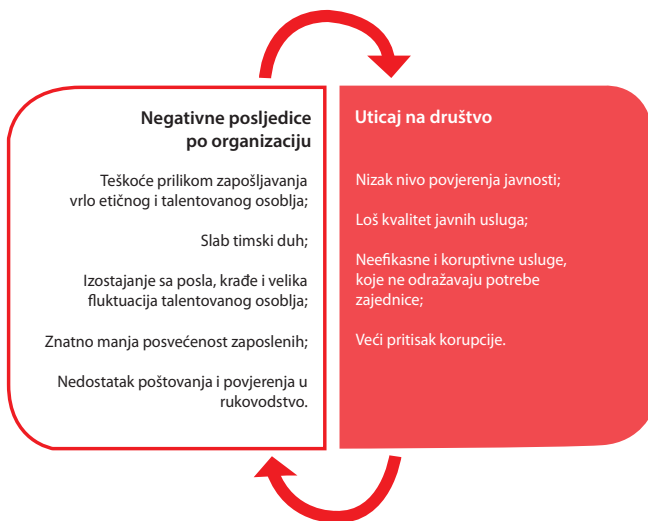 Negativne posljedice
po organizaciju
Teškoće prilikom zapošljavanja
vrlo etičnog i talentovanog osoblja;
Slab timski duh;
Izostajanje sa posla, krađe i velika
fluktuacija talentovanog osoblja;
Znatno manja posvećenost zaposlenih;
Nedostatak poštovanja i povjerenja u
rukovodstvo.
Uticaj na društvo
Nizak nivo povjerenja javnosti;
Loš kvalitet javnih usluga;
Neefikasne i koruptivne usluge,
koje ne odražavaju potrebe
zajednice;
Veći pritisak korupcije.